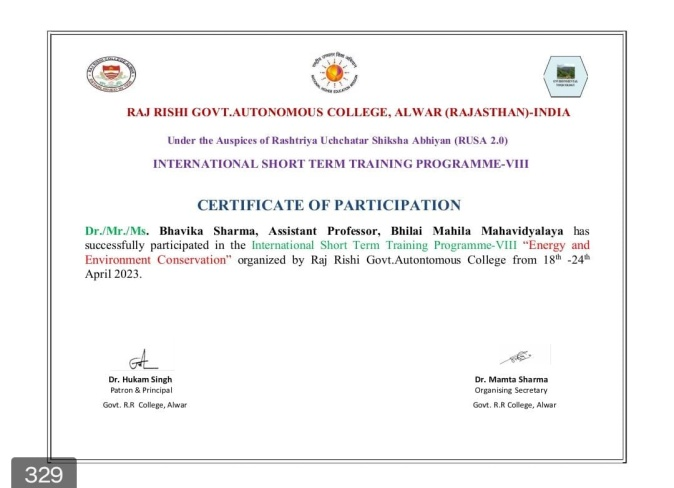 RAJ RISHI GOVT.AUTONOMOUS COLLEGE, ALWAR (RAJASTHAN)-INDIA
Under the Auspices of Rashtriya Uchchatar Shiksha Abhiyan (RUSA 2.0)
INTERNATIONAL SHORT TERM TRAINING PROGRAMME-VIII
CERTIFICATE OF PARTICIPATION
Dr./Mr./Ms. Bhavika Sharma, Assistant Professor, Bhilai Mahila Mahavidyalaya has
successfully participated in the International Short Term Training Programme-VIII “Energy and
Environment Conservation” organized by Raj Rishi Govt.Autontomous College from 18th -24th
April 2023.
Dr. Hukam Singh
Patron & Principal
Govt. R.R College, Alwar
Dr. Mamta Sharma
Organising Secretary
Govt. R.R College, Alwar
329